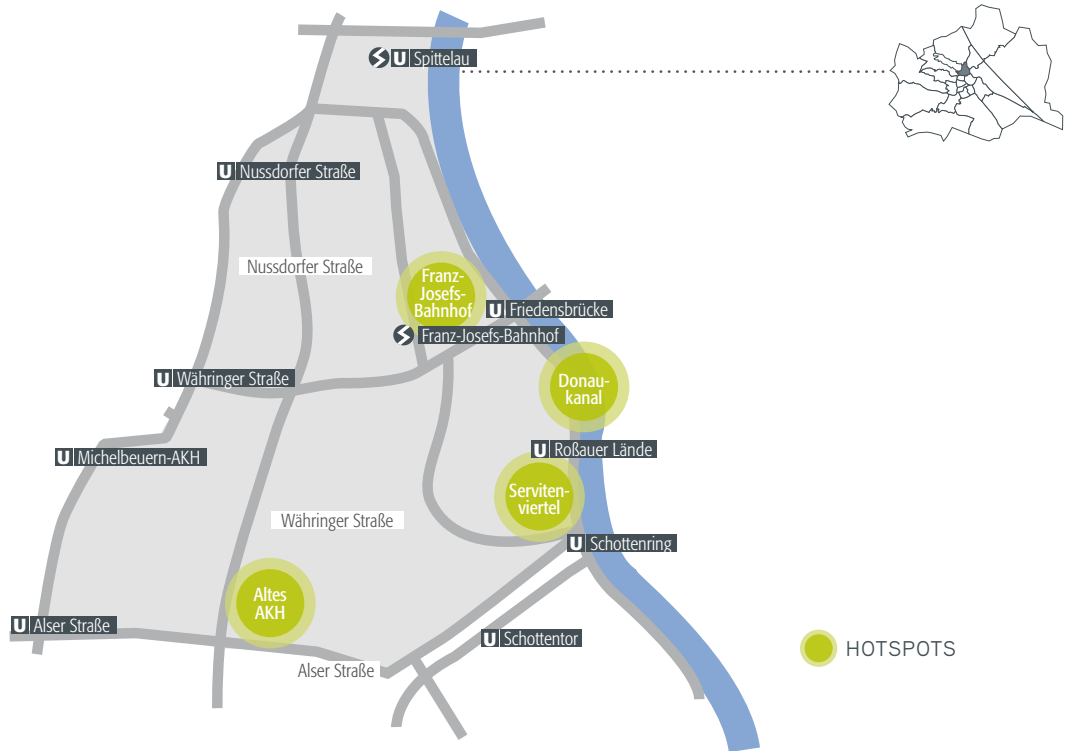 U Spittelau
U Nussdorfer Straße
Nussdorfer Straße
Franz-
Josefs-
Bahnhof
U Friedensbrücke
Franz-Josefs-Bahnhof
U Währinger Straße
Donau-
kanal
U Roßauer Lände
U Michelbeuern-AKH
Serviten-
viertel
Währinger Straße
U Schottenring
Altes
AKH
U Alser Straße
U Schottentor
Alser Straße
HOTSPOTS